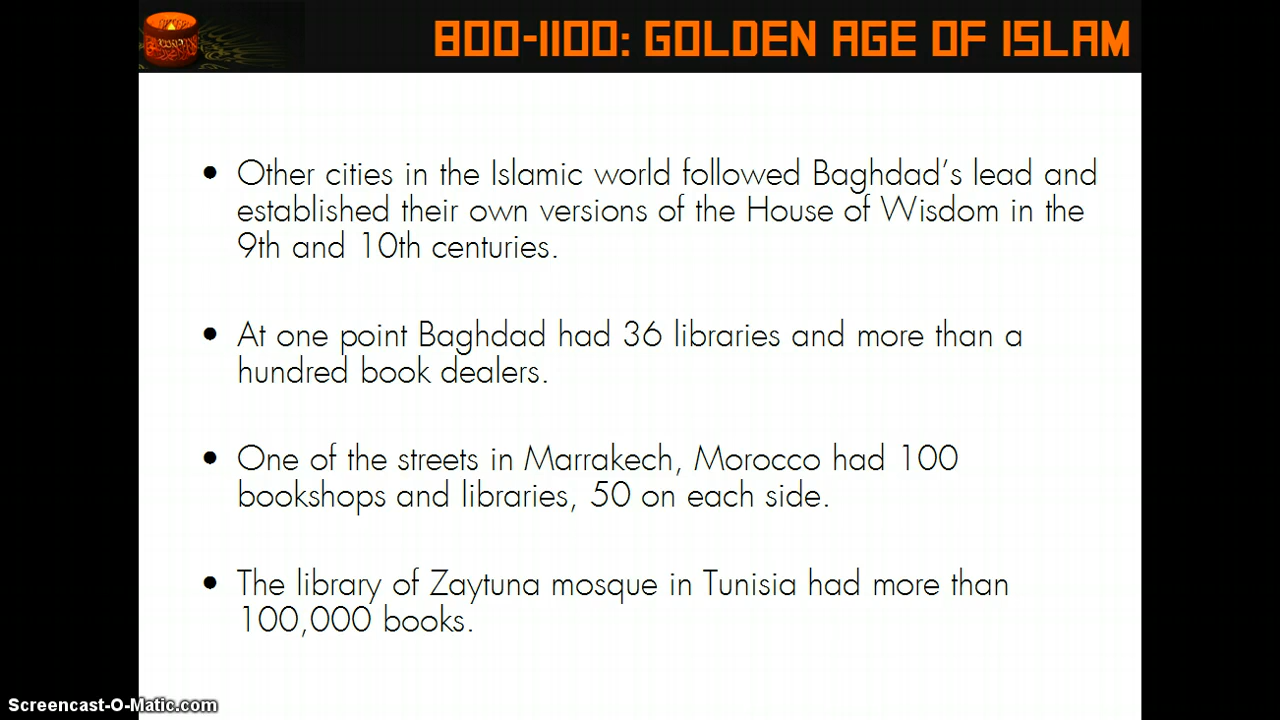 800-1100: GOLDEN AGE OF ISLAM
• Other cities in the Islamic world followed Baghdad’s lead and
established their own versions of the House of Wisdom in the
9th and 10th centuries.
• At one point Baghdad had 36 libraries and more than a
hundred book dealers.
• One of the streets in Marrakech, Morocco had 100
bookshops and libraries, 50 on each side.
• The library of Zaytuna mosque in Tunisia had more than
100,000 books.
Screencast-O-Matic.com